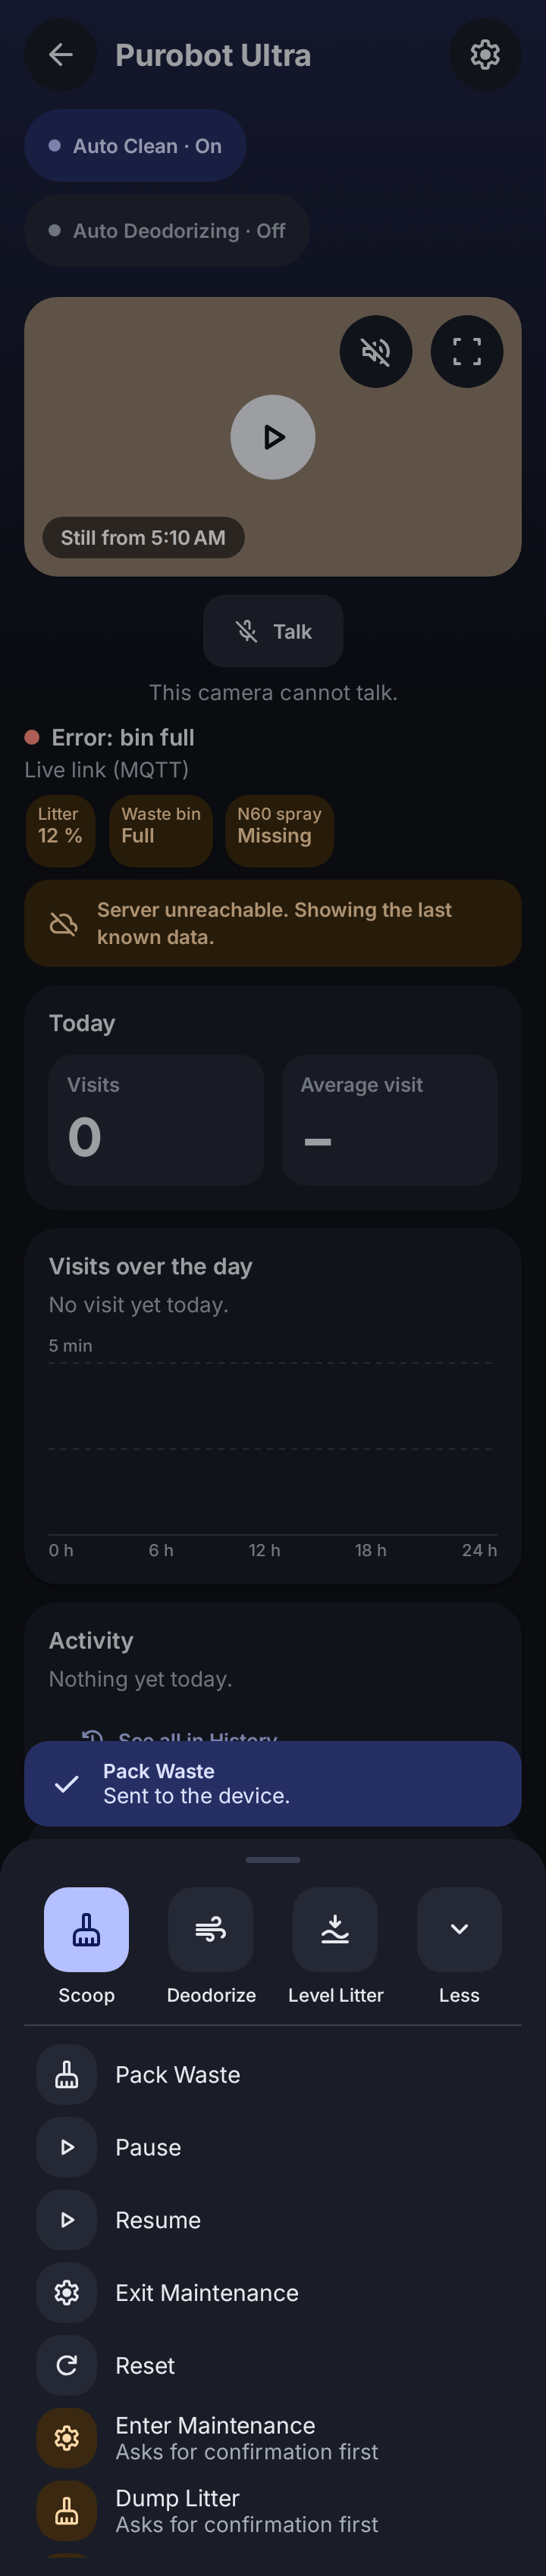 Purobot Ultra
Auto Clean · On
Auto Deodorizing · Off
Still from 5:10 AM
Talk
This camera cannot talk.
Error: bin full
Live link (MQTT)
Litter
12 %
Waste bin
Full
N60 spray
Missing
Server unreachable. Showing the last
known data.
Today
Visits
0
Average visit
–
Visits over the day
No visit yet today.
5 min
0 h
6 h
12 h
18 h
24 h
Activity
Nothing yet today.
See all in History
Pack Waste
Sent to the device.
Scoop
Deodorize
Level Litter
Less
Pack Waste
Pause
Resume
Exit Maintenance
Reset
Enter Maintenance
Asks for confirmation first
Dump Litter
Asks for confirmation first